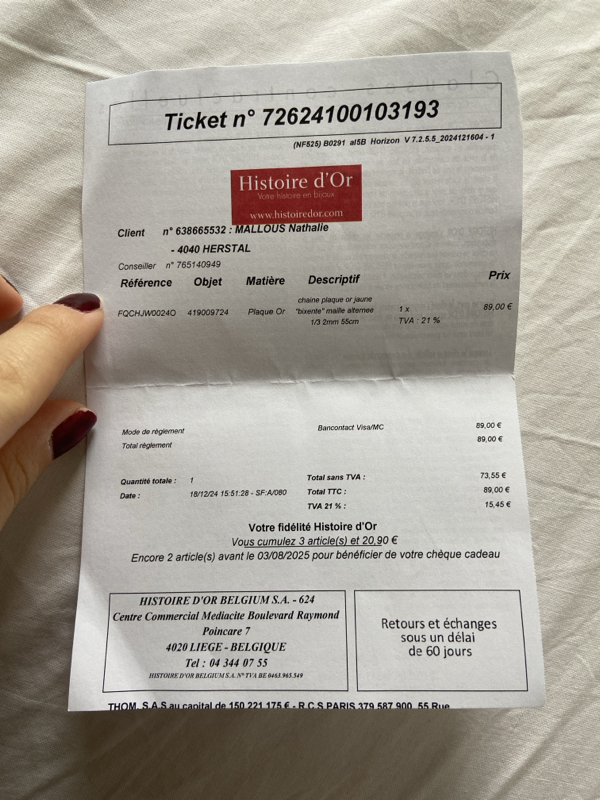 Ticket n° 72624100103193
(NF525) B0291 al5B Horizon V 7.2.5.5_2024121604 - 1
Histoire d'Or
Votre histoire en bijoux
www.histoiredor.com
Client n° 638665532 : MALLOUS Nathalie
- 4040 HERSTAL
Conseiller n° 765140949
Référence Objet Matière Descriptif Prix
FQCHJW0024O 419009724 Plaque Or chaine plaque or jaune 1 x 89,00 €
"bixente" maille alternee TVA : 21 %
1/3 2mm 55cm
Mode de réglement Bancontact Visa/MC 89,00 €
Total règlement 89,00 €
Quantité totale : 1 Total sans TVA : 73,55 €
Date : 18/12/24 15:51:28 - SF:A/080 Total TTC : 89,00 €
TVA 21 % : 15,45 €
Votre fidélité Histoire d'Or
Vous cumulez 3 article(s) et 20,90 €
Encore 2 article(s) avant le 03/08/2025 pour bénéficier de votre chèque cadeau
HISTOIRE D'OR BELGIUM S.A. - 624
Centre Commercial Mediacite Boulevard Raymond
Poincare 7
4020 LIEGE - BELGIQUE
Tel : 04 344 07 55
HISTOIRE D'OR BELGIUM S.A. N° TVA BE 0463.965.549
Retours et échanges
sous un délai
de 60 jours
THOM, S.A.S au capital de 150 221 175 € - R.C.S PARIS 379 587 900, 55 Rue